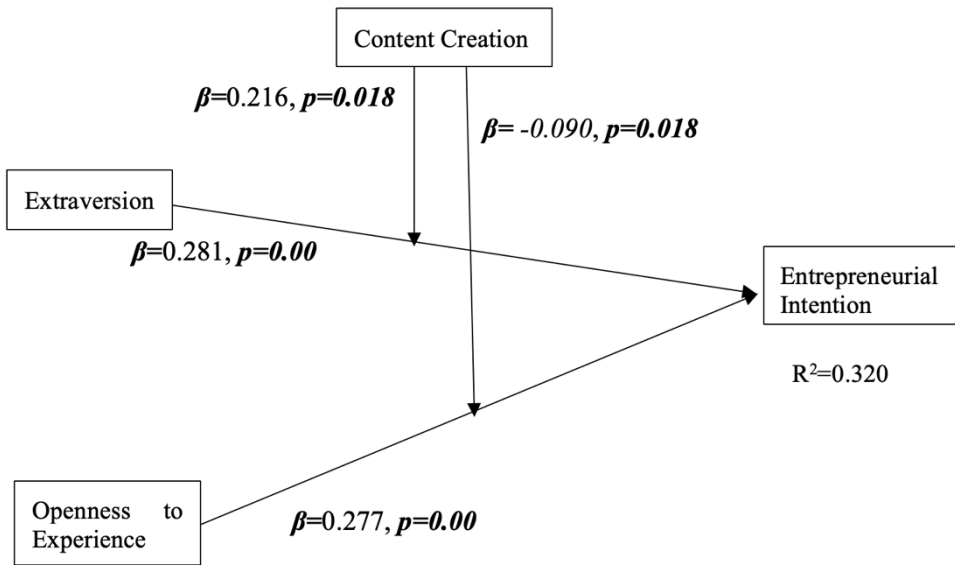 Content Creation
β=0.216, p=0.018
β= -0.090, p=0.018
Extraversion
β=0.281, p=0.00
Entrepreneurial
Intention
R²=0.320
Openness to
Experience
β=0.277, p=0.00